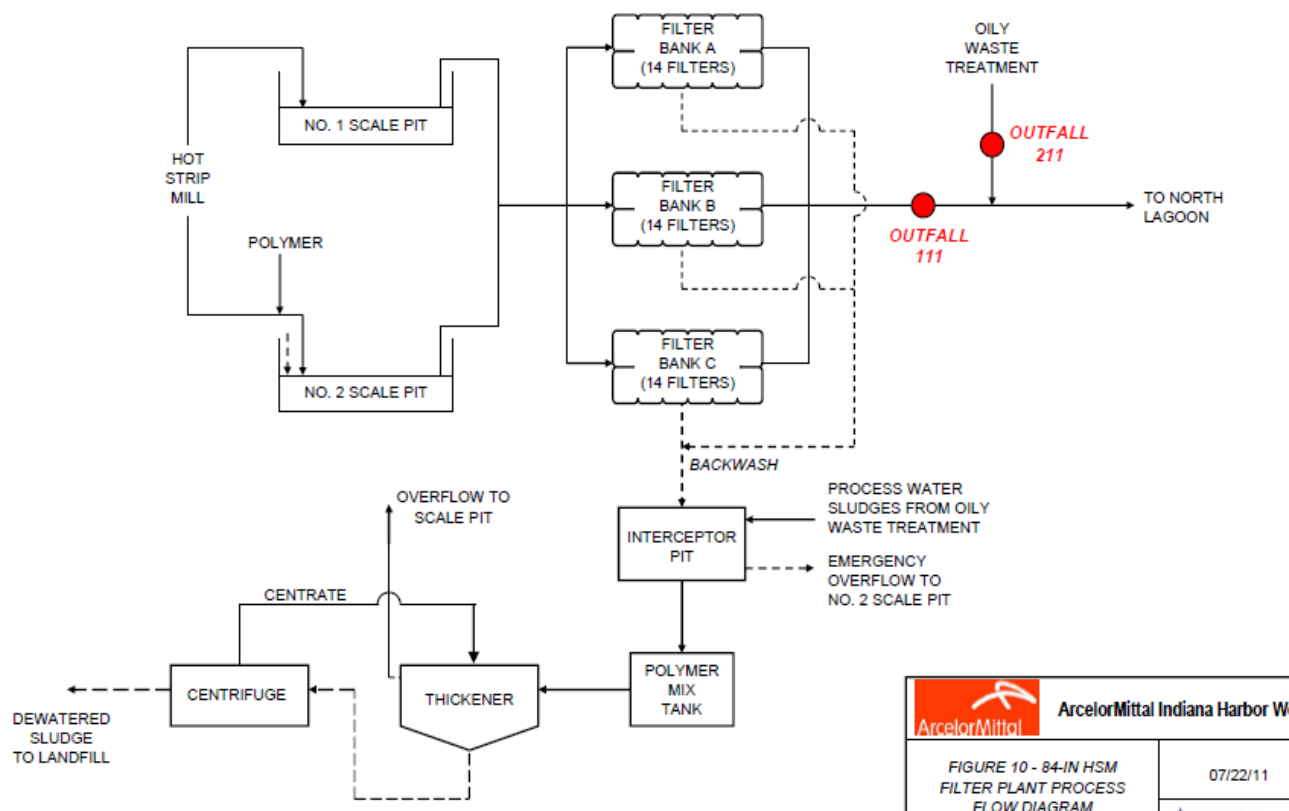 FILTER
BANK A
(14 FILTERS)
OILY
WASTE
TREATMENT
NO. 1 SCALE PIT
OUTFALL
211
HOT
STRIP
MILL
FILTER
BANK B
(14 FILTERS)
TO NORTH
LAGOON
OUTFALL
111
POLYMER
FILTER
BANK C
(14 FILTERS)
NO. 2 SCALE PIT
BACKWASH
OVERFLOW TO
SCALE PIT
PROCESS WATER
SLUDGES FROM OILY
WASTE TREATMENT
INTERCEPTOR
PIT
EMERGENCY
OVERFLOW TO
NO. 2 SCALE PIT
CENTRATE
CENTRIFUGE
THICKENER
POLYMER
MIX
TANK
DEWATERED
SLUDGE
TO LANDFILL
ArcelorMittal
ArcelorMittal Indiana Harbor
FIGURE 10 - 84-IN HSM
FILTER PLANT PROCESS
FLOW DIAGRAM
07/22/11